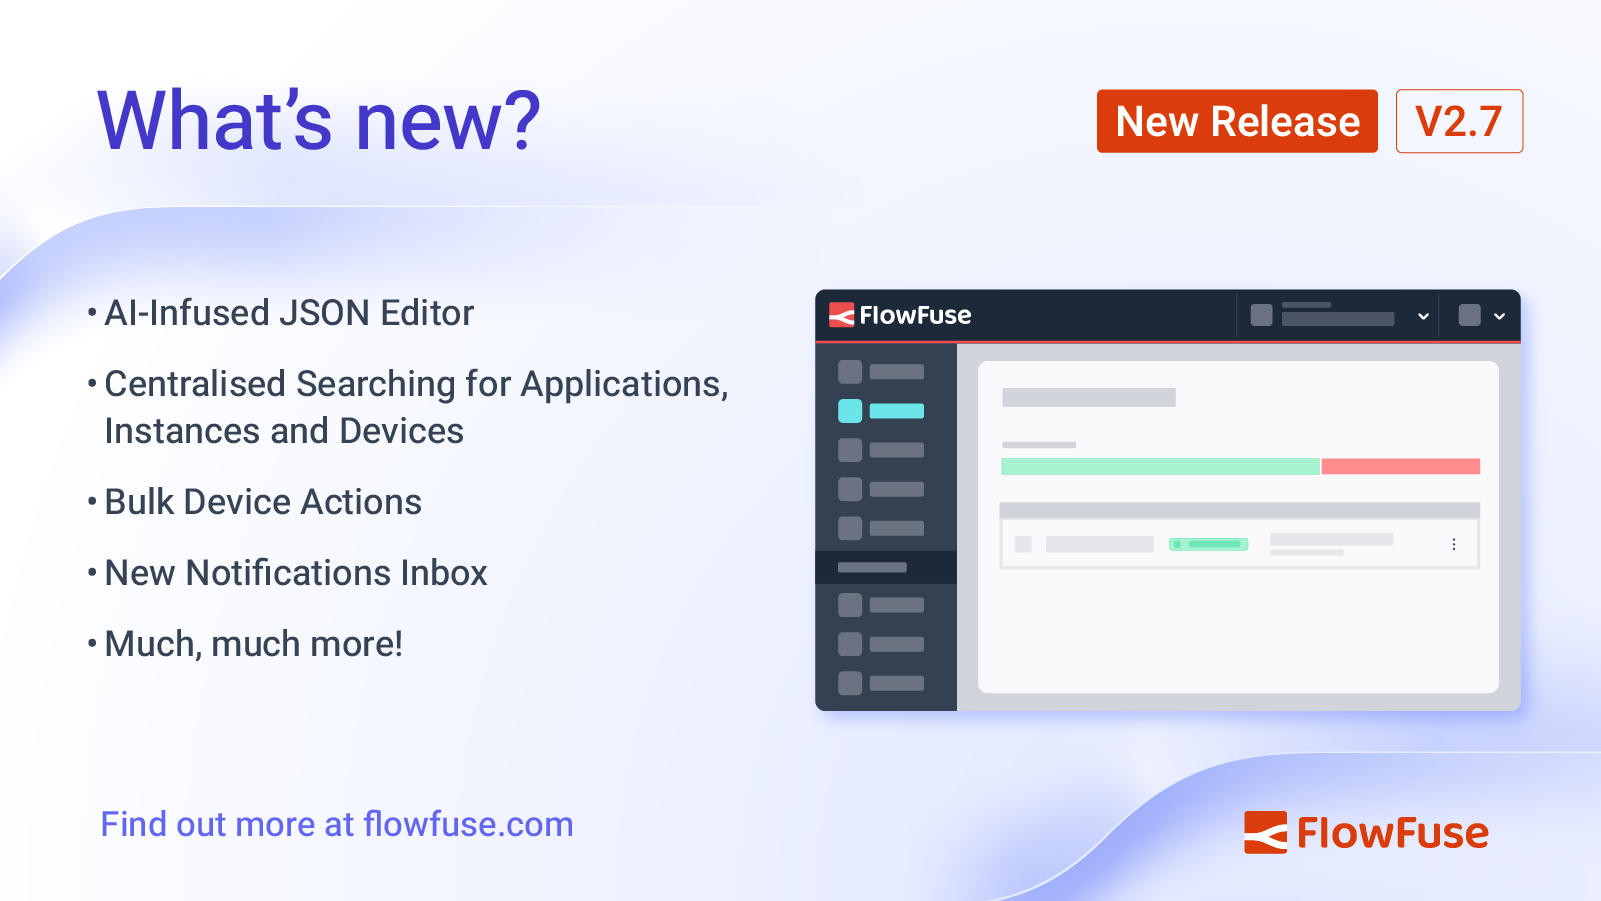 What's new?
New Release
V2.7
• AI-Infused JSON Editor
• Centralised Searching for Applications,
Instances and Devices
• Bulk Device Actions
• New Notifications Inbox
• Much, much more!
FlowFuse
Find out more at flowfuse.com
FlowFuse